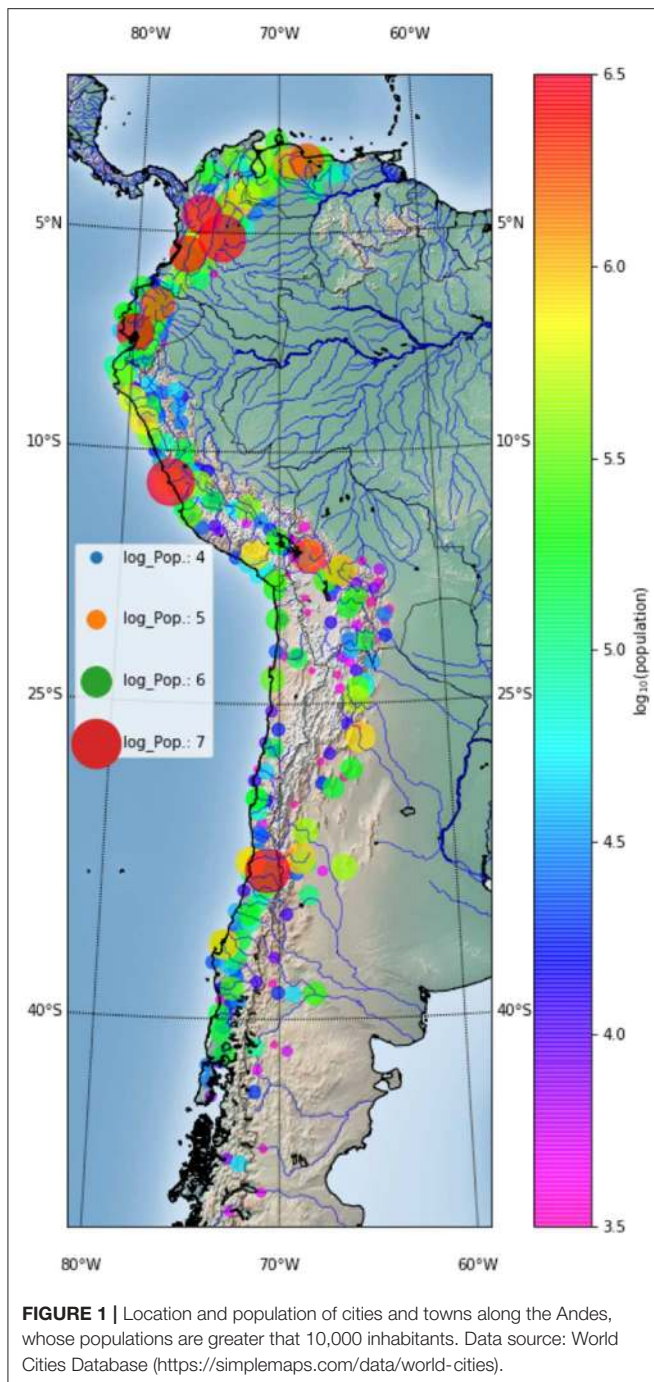 80°W 70°W 60°W
6.5
5°N 5°N
6.0
5.5
10°S 10°S
log_Pop.: 4
log_Pop.: 5
5.0
log_Pop.: 6
25°S 25°S
log_Pop.: 7
log₁₀(population)
4.5
4.0
40°S 40°S
3.5
80°W 70°W 60°W
FIGURE 1 | Location and population of cities and towns along the Andes,
whose populations are greater that 10,000 inhabitants. Data source: World
Cities Database (https://simplemaps.com/data/world-cities).